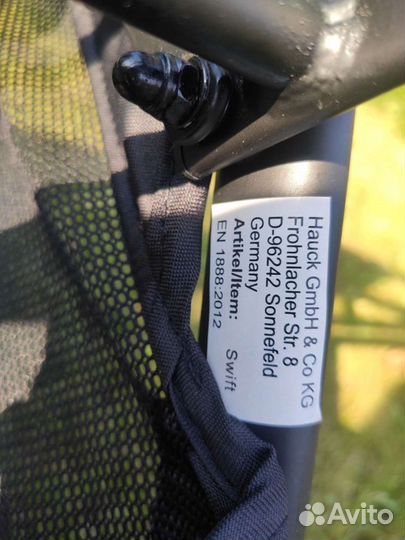 Hauck GmbH & Co KG
Frohnlacher Str. 8
D-96242 Sonnefeld
Germany
Artikel/Item: Swift
EN 1888:2012
Avito